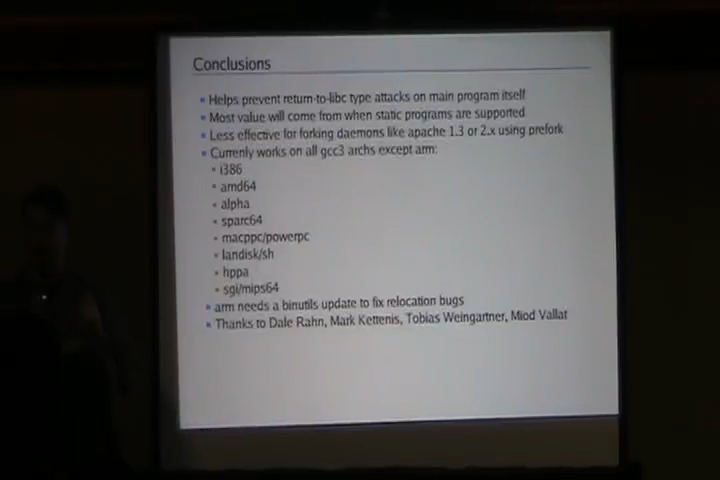 Conclusions
Helps prevent return-to-libc type attacks on main program itself
Most value will come from when static programs are supported
Less effective for forking daemons like apache 1.3 or 2.x using prefork
Currenly works on all gcc3 archs except arm:
i386
amd64
alpha
sparc64
macppc/powerpc
landisk/sh
hppa
sgi/mips64
arm needs a binutils update to fix relocation bugs
Thanks to Dale Rahn, Mark Kettenis, Tobias Weingartner, Miod Vallat